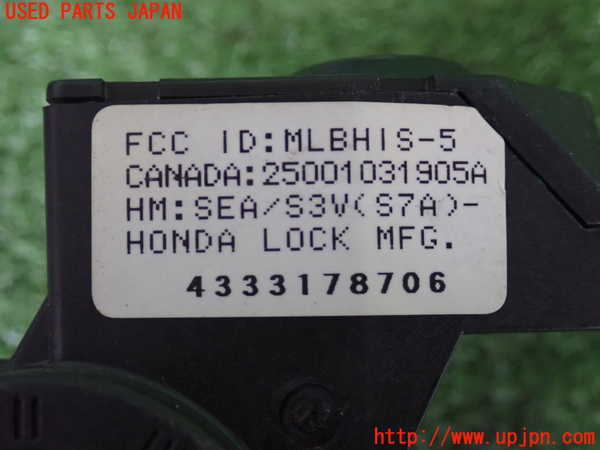 USED PARTS JAPAN
FCC ID:MLBHIS-5
CANADA:25001031905A
HM:SEA/S3V(S7A)-
HONDA LOCK MFG.
4333178706
http://www.upjpn.com/